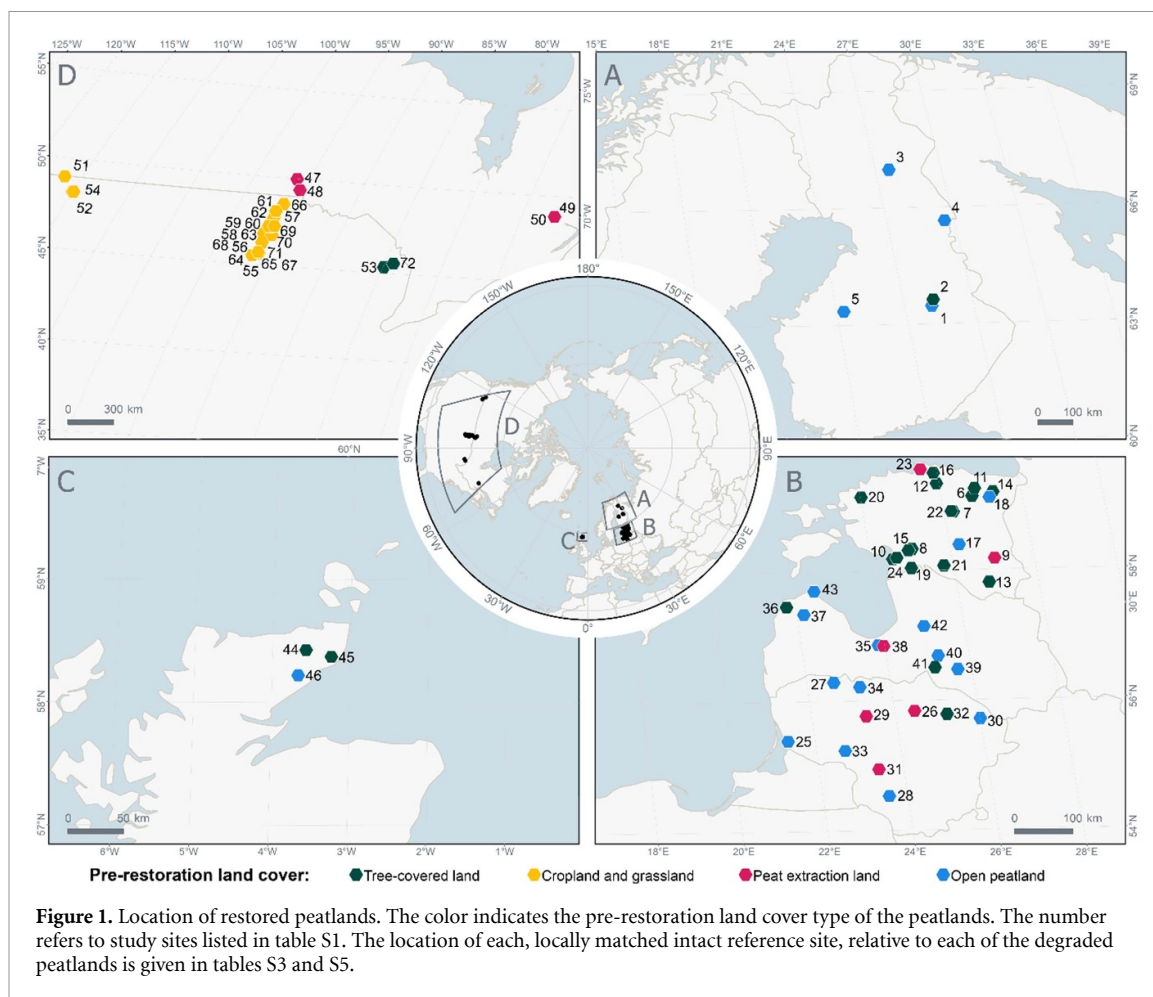 125°W 120°W 115°W 110°W 105°W 100°W 95°W 90°W 85°W 80°W
15°E 18°E 21°E 24°E 27°E 30°E 33°E 36°E 39°E
D
55°N
50°N
45°N
40°N
35°N
75°W
70°W
60°N
51
54
52
47
48
61
66
62
57
59 60
69
58 63
68 56
70
64
71
55
65 67
53
72
49
50
0 300 km
A
69°N
66°N
63°N
60°N
3
4
2
1
5
0 100 km
180°
150°W
150°E
120°W
120°E
90°W
90°E
60°W
60°E
30°W
30°E
0°
D
A
B
C
C
7°W
59°N
58°N
57°N
44
45
46
0 50 km
6°W 5°W 4°W 3°W 2°W 1°W
B
23
16
12
11
14
6
18
20
22
7
15
8
17
9
10
24
19
21
13
58°N
30°E
43
36
37
42
35
38
40
41
39
27
34
56°N
29
26
32
30
25
33
31
28
54°N
0 100 km
18°E 20°E 22°E 24°E 26°E 28°E
Pre-restoration land cover: Tree-covered land Cropland and grassland Peat extraction land Open peatland
Figure 1. Location of restored peatlands. The color indicates the pre-restoration land cover type of the peatlands. The number
refers to study sites listed in table S1. The location of each, locally matched intact reference site, relative to each of the degraded
peatlands is given in tables S3 and S5.